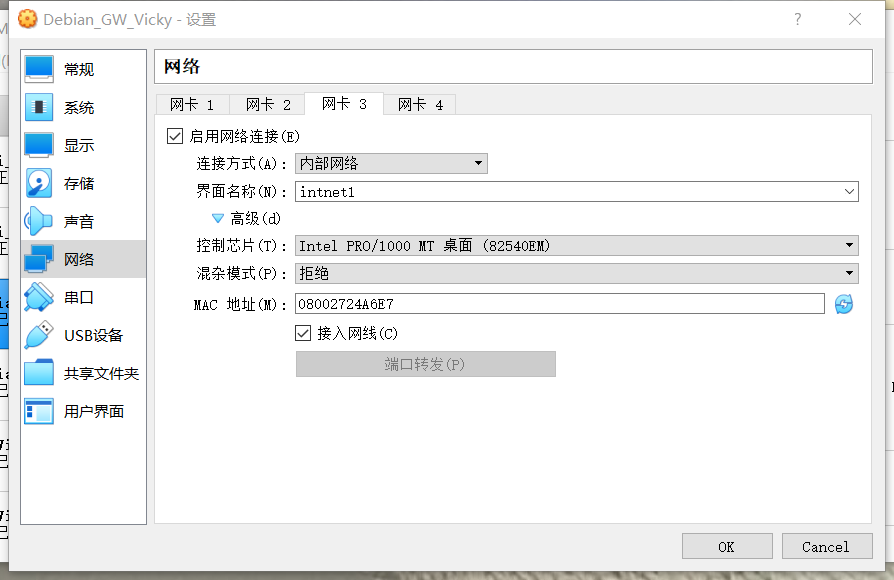 Debian_GW_Vicky - 设置
?
常规
系统
显示
存储
声音
网络
串口
USB设备
共享文件夹
用户界面
网络
网卡 1 网卡 2 网卡 3 网卡 4
启用网络连接(E)
连接方式(A): 内部网络
界面名称(N): intnet1
高级(d)
控制芯片(T): Intel PRO/1000 MT 桌面 (82540EM)
混杂模式(P): 拒绝
MAC 地址(M): 08002724A6E7
接入网线(C)
端口转发(P)
OK Cancel